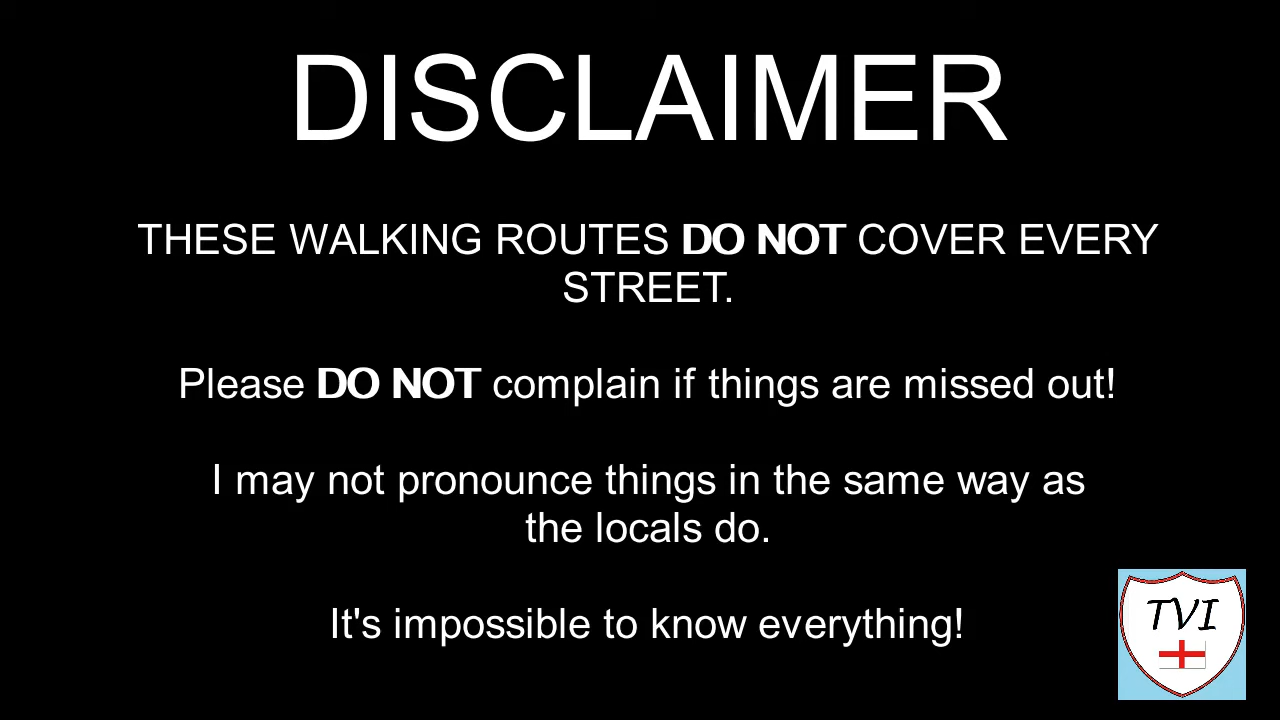 DISCLAIMER
THESE WALKING ROUTES DO NOT COVER EVERY
STREET.
Please DO NOT complain if things are missed out!
I may not pronounce things in the same way as
the locals do.
It's impossible to know everything!
TVI